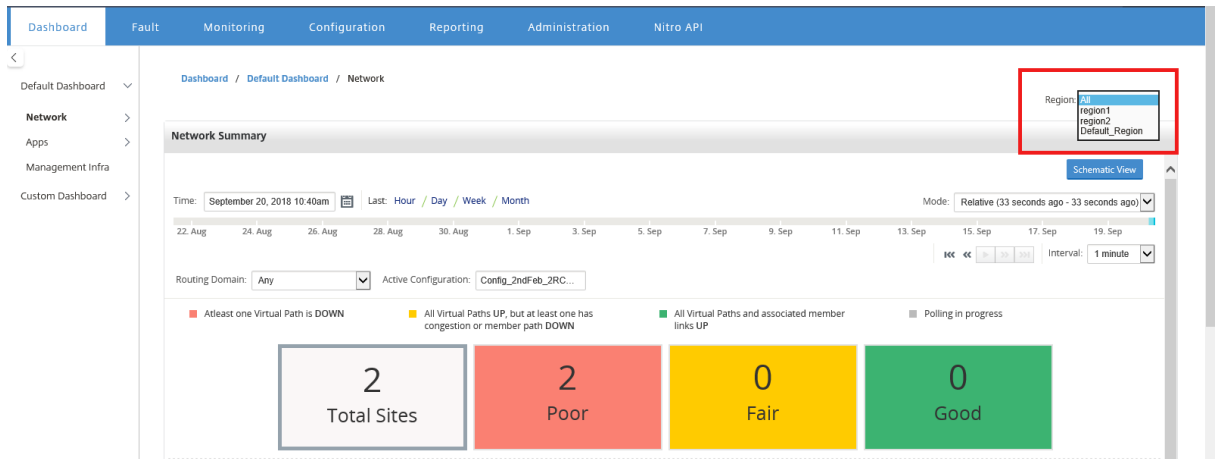 Dashboard Fault Monitoring Configuration Reporting Administration Nitro API
Default Dashboard
Network
Apps
Management Infra
Custom Dashboard
Dashboard / Default Dashboard / Network
Region: All
region1
region2
Default_Region
Network Summary
Schematic View
Time: September 20, 2018 10:40am Last: Hour / Day / Week / Month Mode: Relative (33 seconds ago - 33 seconds ago)
22. Aug 24. Aug 26. Aug 28. Aug 30. Aug 1. Sep 3. Sep 5. Sep 7. Sep 9. Sep 11. Sep 13. Sep 15. Sep 17. Sep 19. Sep
Interval: 1 minute
Routing Domain: Any Active Configuration: Config_2ndFeb_2RC...
Atleast one Virtual Path is DOWN
All Virtual Paths UP, but at least one has
congestion or member path DOWN
All Virtual Paths and associated member
links UP
Polling in progress
2
Total Sites
2
Poor
0
Fair
0
Good